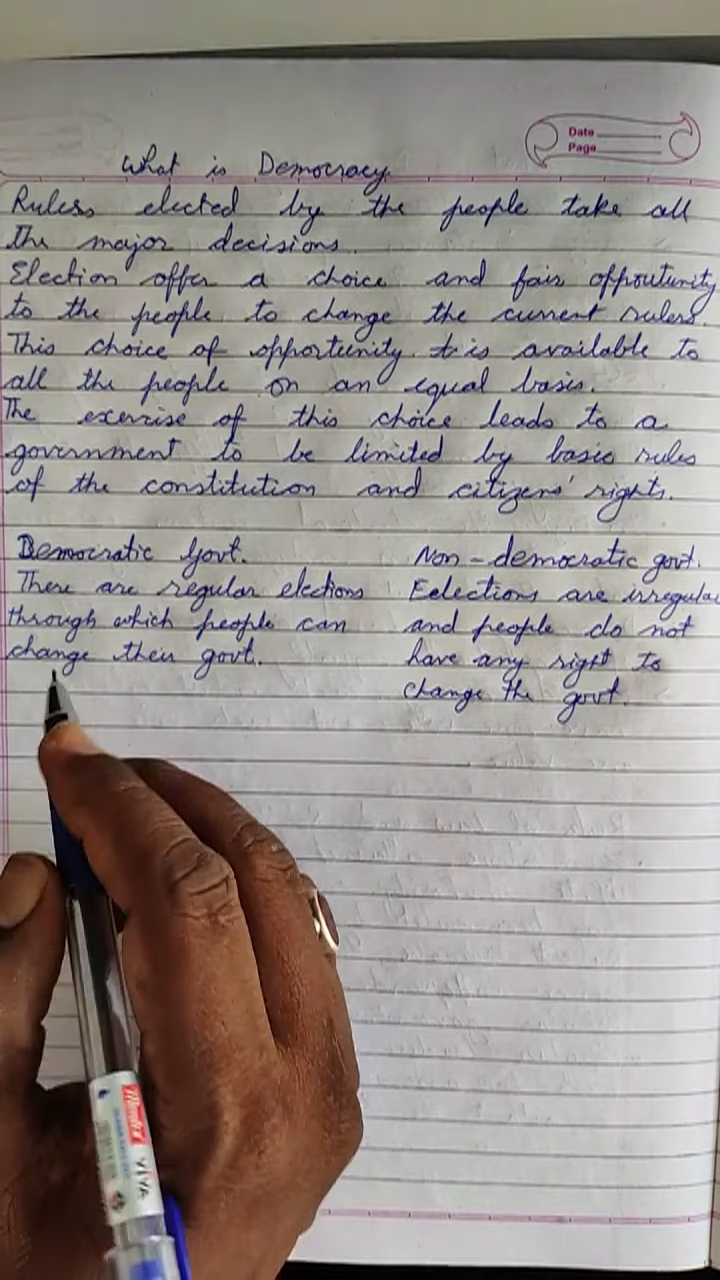 Date
Page
What is Democracy
Rulers elected by the people take all
the major decisions.
Election offer a choice and fair opportunity
to the people to change the current rulers.
This choice of opportunity is available to
all the people on an equal basis.
The exercise of this choice leads to a
government to be limited by basic rules
of the constitution and citizens' rights.
Democratic Govt.
There are regular elections
through which people can
change their govt.
Non-democratic govt.
Eelections are irregular
and people do not
have any right to
change the govt.
Montex
VIVA